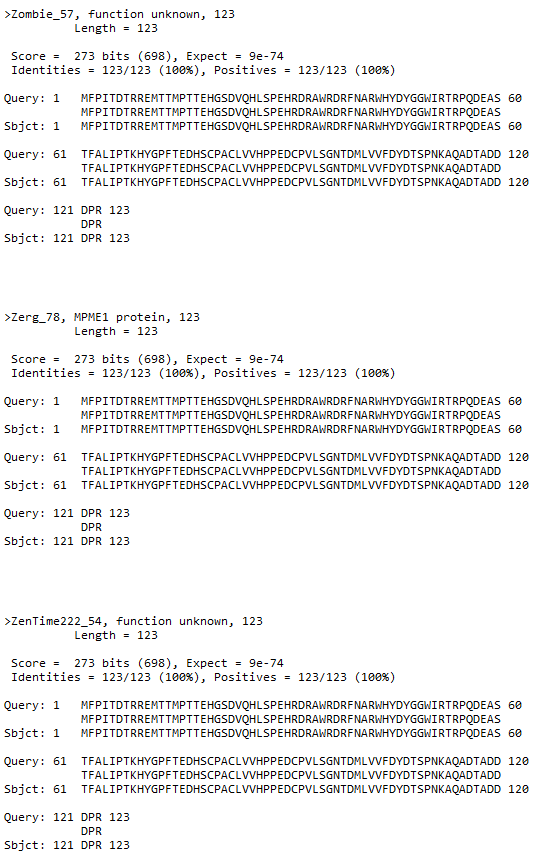 >Zombie_57, function unknown, 123
Length = 123
Score = 273 bits (698), Expect = 9e-74
Identities = 123/123 (100%), Positives = 123/123 (100%)
Query: 1 MFPITDTRREMTTMPTTEHGSDVQHLSPEHRDRAWRDRFNARWHYDYGGWIRTRPQDEAS 60
MFPITDTRREMTTMPTTEHGSDVQHLSPEHRDRAWRDRFNARWHYDYGGWIRTRPQDEAS
Sbjct: 1 MFPITDTRREMTTMPTTEHGSDVQHLSPEHRDRAWRDRFNARWHYDYGGWIRTRPQDEAS 60
Query: 61 TFALIPTKHYGPFTEDHSCPACLVVHPPEDCPVLSGNTDMLVVFDYDTSPNKAQADTADD 120
TFALIPTKHYGPFTEDHSCPACLVVHPPEDCPVLSGNTDMLVVFDYDTSPNKAQADTADD
Sbjct: 61 TFALIPTKHYGPFTEDHSCPACLVVHPPEDCPVLSGNTDMLVVFDYDTSPNKAQADTADD 120
Query: 121 DPR 123
DPR
Sbjct: 121 DPR 123
>Zerg_78, MPME1 protein, 123
Length = 123
Score = 273 bits (698), Expect = 9e-74
Identities = 123/123 (100%), Positives = 123/123 (100%)
Query: 1 MFPITDTRREMTTMPTTEHGSDVQHLSPEHRDRAWRDRFNARWHYDYGGWIRTRPQDEAS 60
MFPITDTRREMTTMPTTEHGSDVQHLSPEHRDRAWRDRFNARWHYDYGGWIRTRPQDEAS
Sbjct: 1 MFPITDTRREMTTMPTTEHGSDVQHLSPEHRDRAWRDRFNARWHYDYGGWIRTRPQDEAS 60
Query: 61 TFALIPTKHYGPFTEDHSCPACLVVHPPEDCPVLSGNTDMLVVFDYDTSPNKAQADTADD 120
TFALIPTKHYGPFTEDHSCPACLVVHPPEDCPVLSGNTDMLVVFDYDTSPNKAQADTADD
Sbjct: 61 TFALIPTKHYGPFTEDHSCPACLVVHPPEDCPVLSGNTDMLVVFDYDTSPNKAQADTADD 120
Query: 121 DPR 123
DPR
Sbjct: 121 DPR 123
>ZenTime222_54, function unknown, 123
Length = 123
Score = 273 bits (698), Expect = 9e-74
Identities = 123/123 (100%), Positives = 123/123 (100%)
Query: 1 MFPITDTRREMTTMPTTEHGSDVQHLSPEHRDRAWRDRFNARWHYDYGGWIRTRPQDEAS 60
MFPITDTRREMTTMPTTEHGSDVQHLSPEHRDRAWRDRFNARWHYDYGGWIRTRPQDEAS
Sbjct: 1 MFPITDTRREMTTMPTTEHGSDVQHLSPEHRDRAWRDRFNARWHYDYGGWIRTRPQDEAS 60
Query: 61 TFALIPTKHYGPFTEDHSCPACLVVHPPEDCPVLSGNTDMLVVFDYDTSPNKAQADTADD 120
TFALIPTKHYGPFTEDHSCPACLVVHPPEDCPVLSGNTDMLVVFDYDTSPNKAQADTADD
Sbjct: 61 TFALIPTKHYGPFTEDHSCPACLVVHPPEDCPVLSGNTDMLVVFDYDTSPNKAQADTADD 120
Query: 121 DPR 123
DPR
Sbjct: 121 DPR 123